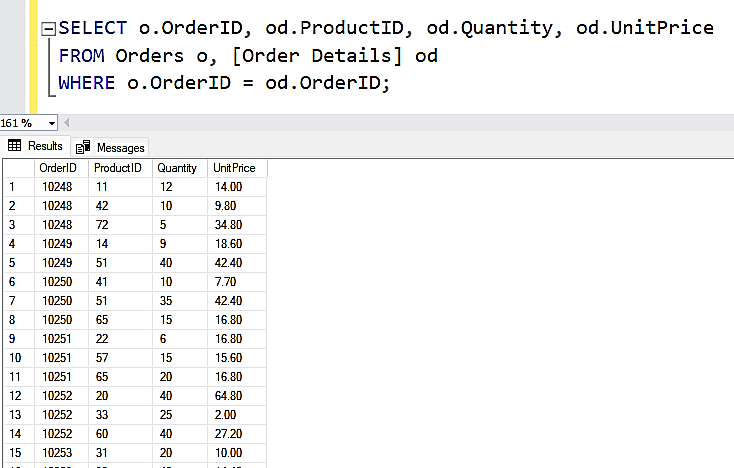 SELECT o.OrderID, od.ProductID, od.Quantity, od.UnitPrice
FROM Orders o, [Order Details] od
WHERE o.OrderID = od.OrderID;
161 %
Results Messages
OrderID ProductID Quantity UnitPrice
1 10248 11 12 14.00
2 10248 42 10 9.80
3 10248 72 5 34.80
4 10249 14 9 18.60
5 10249 51 40 42.40
6 10250 41 10 7.70
7 10250 51 35 42.40
8 10250 65 15 16.80
9 10251 22 6 16.80
10 10251 57 15 15.60
11 10251 65 20 16.80
12 10252 20 40 64.80
13 10252 33 25 2.00
14 10252 60 40 27.20
15 10253 31 20 10.00